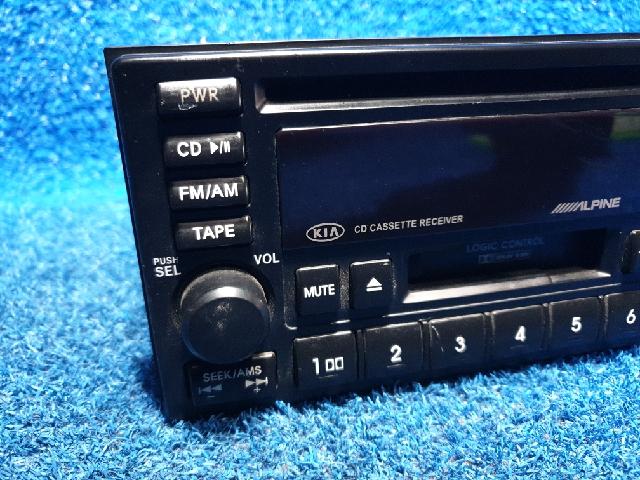 PWR
CD ▶/II
FM/AM
TAPE
ALPINE
KIA CD CASSETTE RECEIVER
LOGIC CONTROL
PUSH
SEL
VOL
MUTE
SEEK/AMS
1 2 3 4 5 6